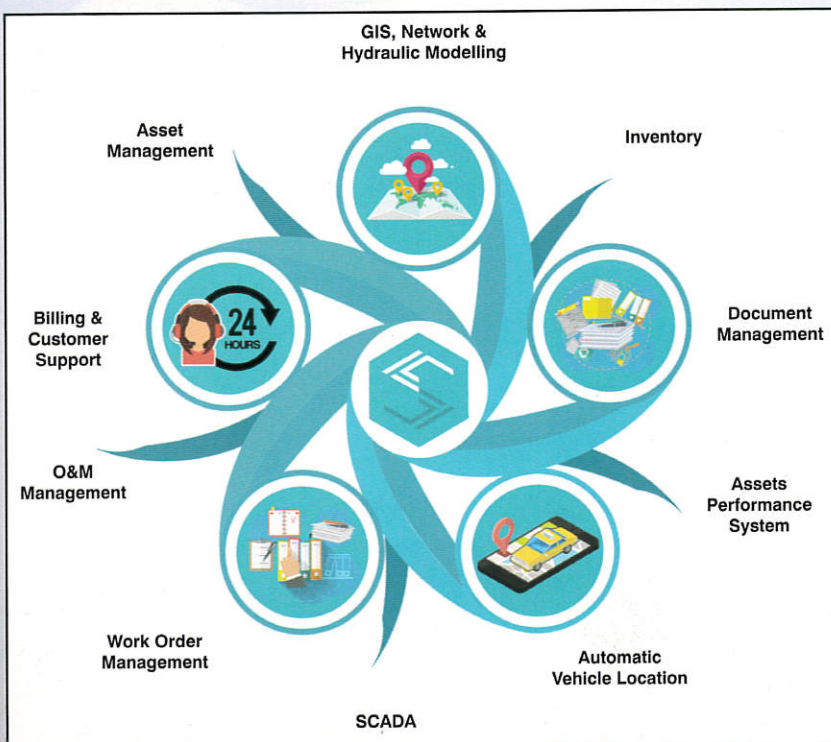 GIS, Network &
Hydraulic Modelling
Asset
Management
Inventory
Billing &
Customer
Support
24
HOURS
Document
Management
O&M
Management
Assets
Performance
System
Work Order
Management
Automatic
Vehicle Location
SCADA